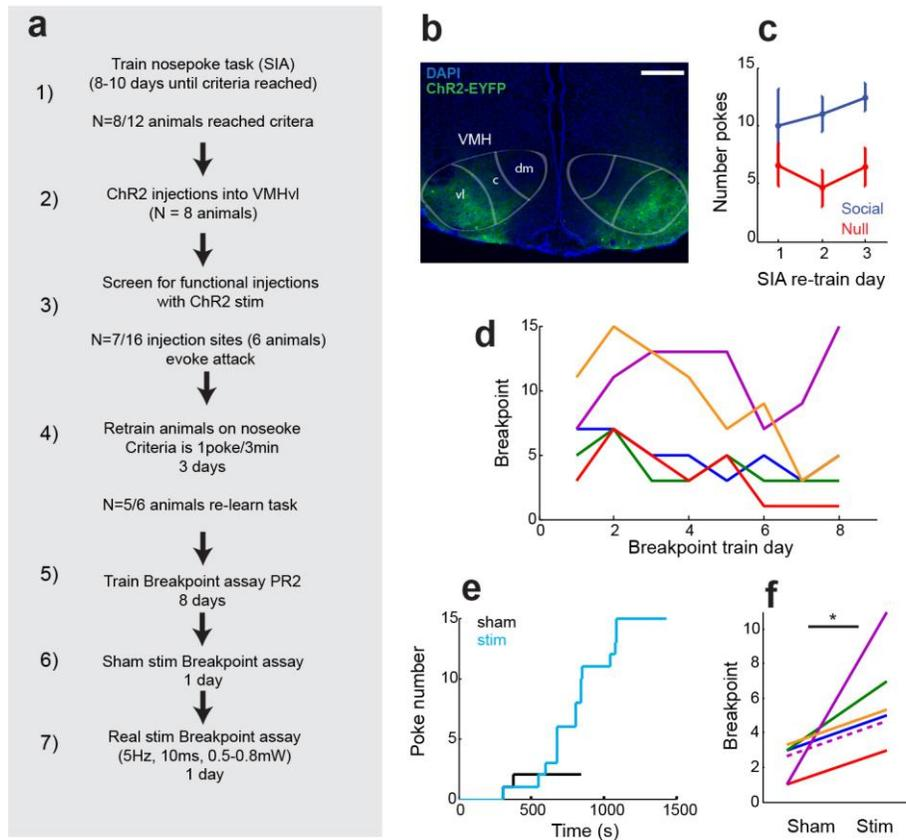 a
1)
Train nosepoke task (SIA)
(8-10 days until criteria reached)
N=8/12 animals reached critera
2)
ChR2 injections into VMHvl
(N = 8 animals)
3)
Screen for functional injections
with ChR2 stim
N=7/16 injection sites (6 animals)
evoke attack
4)
Retrain animals on noseoke
Criteria is 1poke/3min
3 days
N=5/6 animals re-learn task
5)
Train Breakpoint assay PR2
8 days
6)
Sham stim Breakpoint assay
1 day
7)
Real stim Breakpoint assay
(5Hz, 10ms, 0.5-0.8mW)
1 day
b
DAPI
ChR2-EYFP
VMH
dm
c
vl
c
Number pokes
15
10
5
0
Social
Null
1 2 3
SIA re-train day
d
Breakpoint
15
10
5
0
0 2 4 6 8
Breakpoint train day
e
sham
stim
Poke number
15
10
5
0
0 500 1000 1500
Time (s)
f
*
Breakpoint
10
8
6
4
2
0
Sham Stim